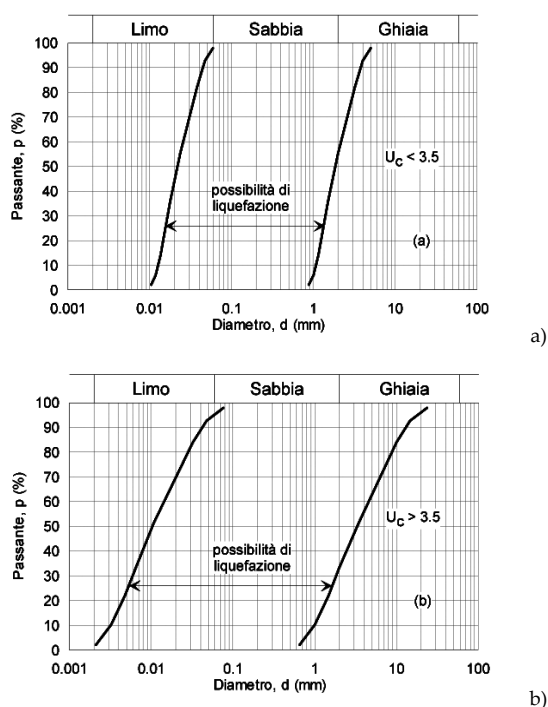 Limo Sabbia Ghiaia
100
90
80
70
60
50
40
30
20
10
0
Passante, p (%)
U_C < 3.5
possibilità di
liquefazione
(a)
0.001 0.01 0.1 1 10 100
Diametro, d (mm)
a)
Limo Sabbia Ghiaia
100
90
80
70
60
50
40
30
20
10
0
Passante, p (%)
U_C > 3.5
possibilità di
liquefazione
(b)
0.001 0.01 0.1 1 10 100
Diametro, d (mm)
b)